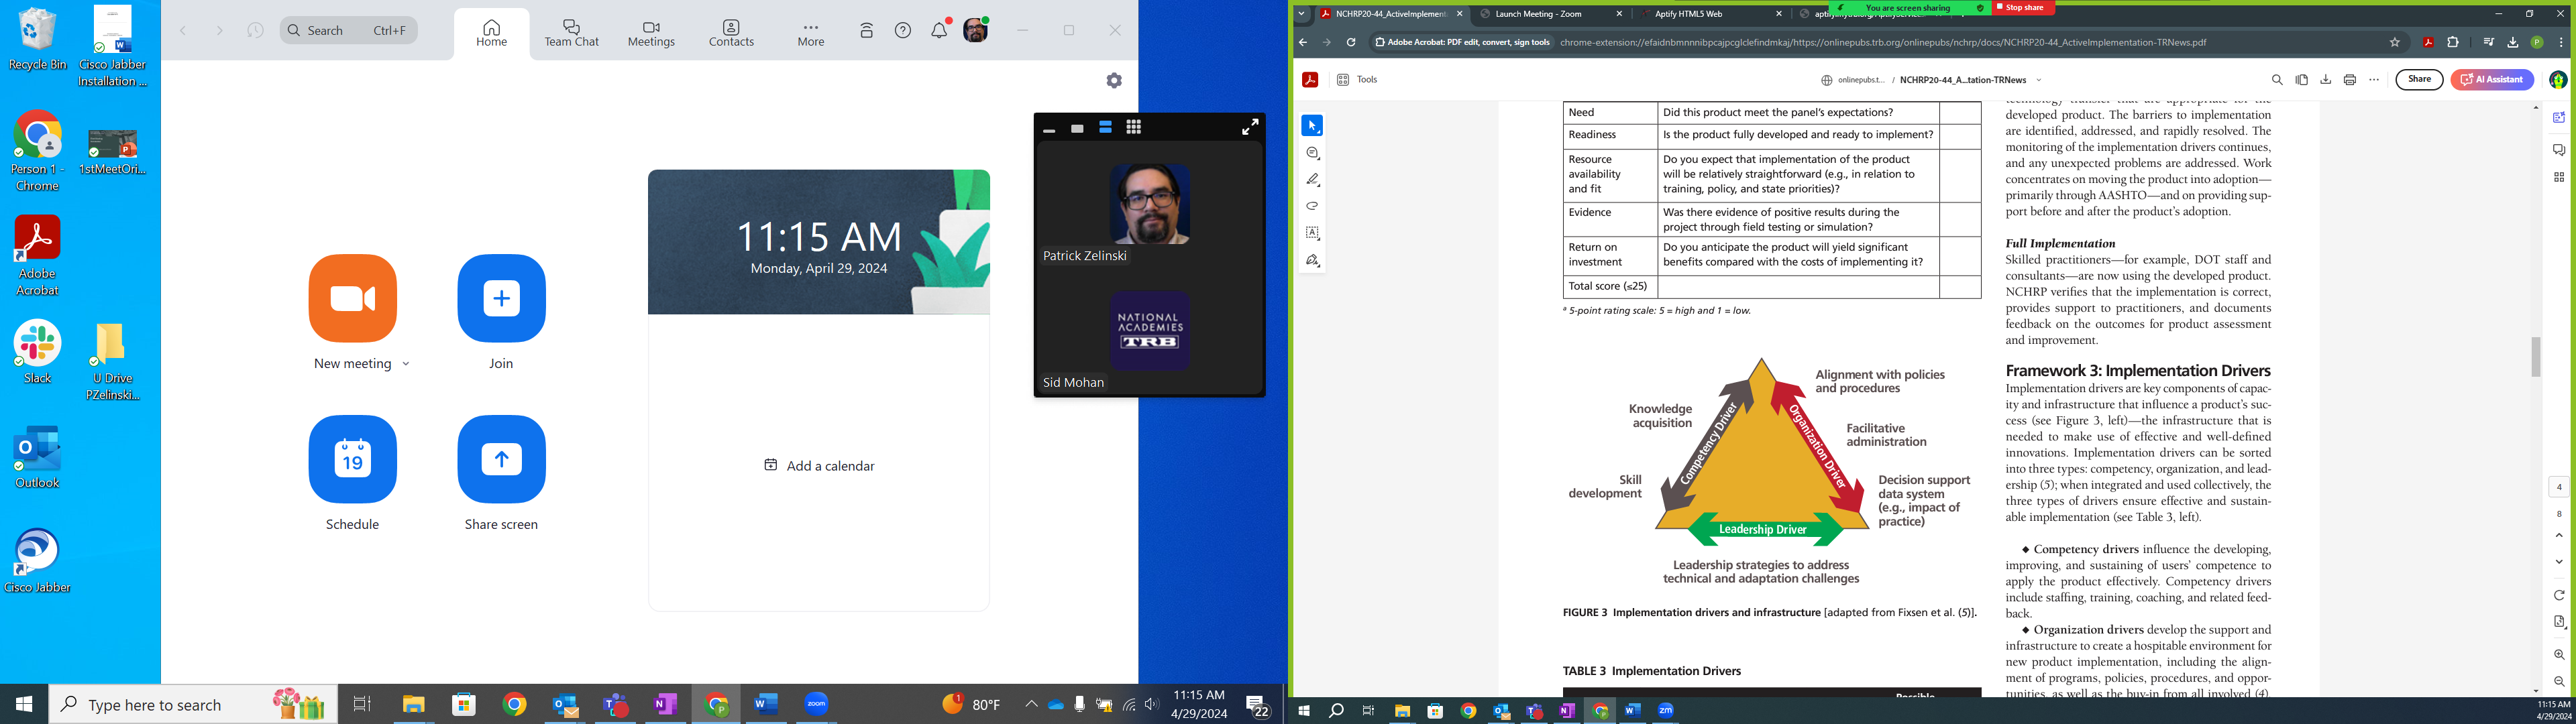 Recycle Bin
Cisco Jabber
Installation ...
Person 1 -
Chrome
1stMeetOri...
Adobe
Acrobat
Slack
U Drive
PZelinski...
Outlook
Cisco Jabber
Search
Ctrl+F
Home
Team Chat
Meetings
Contacts
More
New meeting
Join
19
Schedule
Share screen
11:15 AM
Monday, April 29, 2024
Add a calendar
Patrick Zelinski
NATIONAL
ACADEMIES
TRB
Sid Mohan
Type here to search
80°F
11:15 AM
4/29/2024
22
NCHRP20-44_ActiveImplement
Launch Meeting - Zoom
Aptify HTML5 Web
You are screen sharing
Stop share
Adobe Acrobat: PDF edit, convert, sign tools
chrome-extension://efaidnbmnnnibpcajpcglclefindmkaj/https://onlinepubs.trb.org/onlinepubs/nchrp/docs/NCHRP20-44_ActiveImplementation-TRNews.pdf
Tools
onlinepubs.t... / NCHRP20-44_A...tation-TRNews
Share
AI Assistant
Need Did this product meet the panel's expectations?
Readiness Is the product fully developed and ready to implement?
Resource Do you expect that implementation of the product
availability will be relatively straightforward (e.g., in relation to
and fit training, policy, and state priorities)?
Evidence Was there evidence of positive results during the
project through field testing or simulation?
Return on Do you anticipate the product will yield significant
investment benefits compared with the costs of implementing it?
Total score (≤25)
a 5-point rating scale: 5 = high and 1 = low.
Alignment with policies
and procedures
Knowledge
acquisition
Facilitative
administration
Skill
development
Decision support
data system
(e.g., impact of
practice)
Competency Driver
Organization Driver
Leadership Driver
Leadership strategies to address
technical and adaptation challenges
FIGURE 3 Implementation drivers and infrastructure [adapted from Fixsen et al. (5)].
TABLE 3 Implementation Drivers
Possible
technology transfer that are appropriate for the
developed product. The barriers to implementation
are identified, addressed, and rapidly resolved. The
monitoring of the implementation drivers continues,
and any unexpected problems are addressed. Work
concentrates on moving the product into adoption—
primarily through AASHTO—and on providing sup-
port before and after the product's adoption.
Full Implementation
Skilled practitioners—for example, DOT staff and
consultants—are now using the developed product.
NCHRP verifies that the implementation is correct,
provides support to practitioners, and documents
feedback on the outcomes for product assessment
and improvement.
Framework 3: Implementation Drivers
Implementation drivers are key components of capac-
ity and infrastructure that influence a product's suc-
cess (see Figure 3, left)—the infrastructure that is
needed to make use of effective and well-defined
innovations. Implementation drivers can be sorted
into three types: competency, organization, and lead-
ership (5); when integrated and used collectively, the
three types of drivers ensure effective and sustain-
able implementation (see Table 3, left).
◆ Competency drivers influence the developing,
improving, and sustaining of users' competence to
apply the product effectively. Competency drivers
include staffing, training, coaching, and related feed-
back.
◆ Organization drivers develop the support and
infrastructure to create a hospitable environment for
new product implementation, including the align-
ment of programs, policies, procedures, and oppor-
tunities, as well as the buy-in from all involved (4).
4
8
11:15 AM
4/29/2024